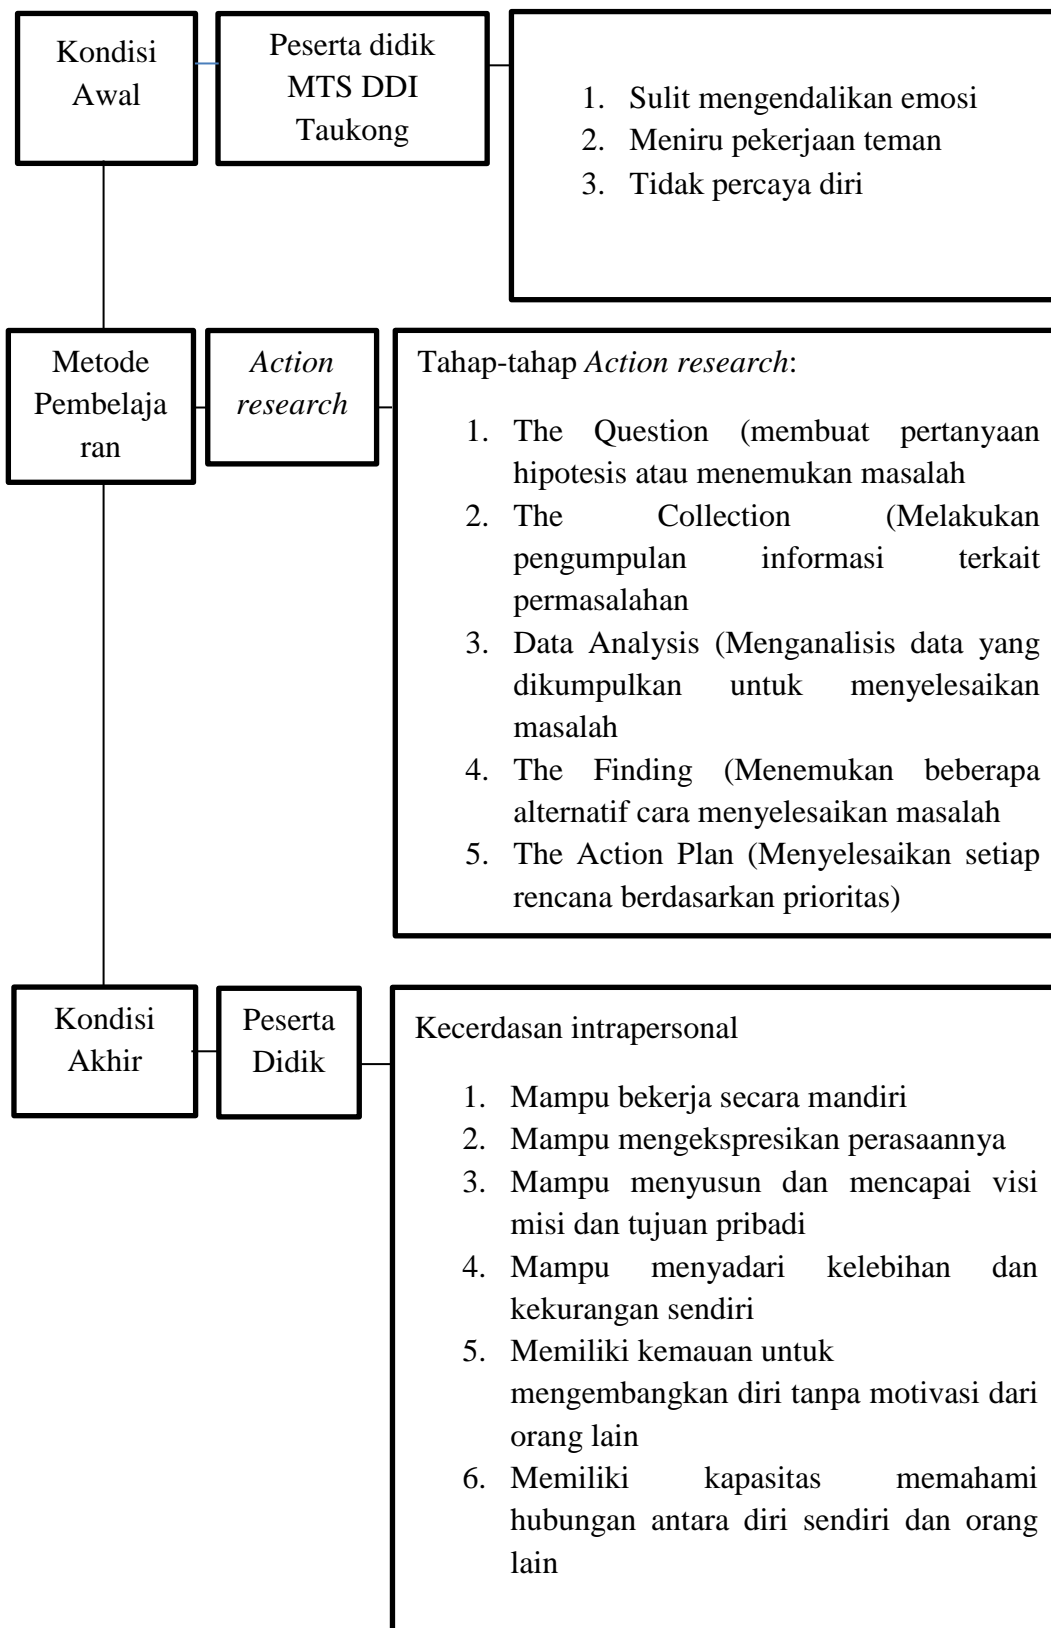 Kondisi
Awal
Peserta didik
MTS DDI
Taukong
1. Sulit mengendalikan emosi
2. Meniru pekerjaan teman
3. Tidak percaya diri
Metode
Pembelaja
ran
Action
research
Tahap-tahap Action research:
1. The Question (membuat pertanyaan
hipotesis atau menemukan masalah
2. The Collection (Melakukan
pengumpulan informasi terkait
permasalahan
3. Data Analysis (Menganalisis data yang
dikumpulkan untuk menyelesaikan
masalah
4. The Finding (Menemukan beberapa
alternatif cara menyelesaikan masalah
5. The Action Plan (Menyelesaikan setiap
rencana berdasarkan prioritas)
Kondisi
Akhir
Peserta
Didik
Kecerdasan intrapersonal
1. Mampu bekerja secara mandiri
2. Mampu mengekspresikan perasaannya
3. Mampu menyusun dan mencapai visi
misi dan tujuan pribadi
4. Mampu menyadari kelebihan dan
kekurangan sendiri
5. Memiliki kemauan untuk
mengembangkan diri tanpa motivasi dari
orang lain
6. Memiliki kapasitas memahami
hubungan antara diri sendiri dan orang
lain